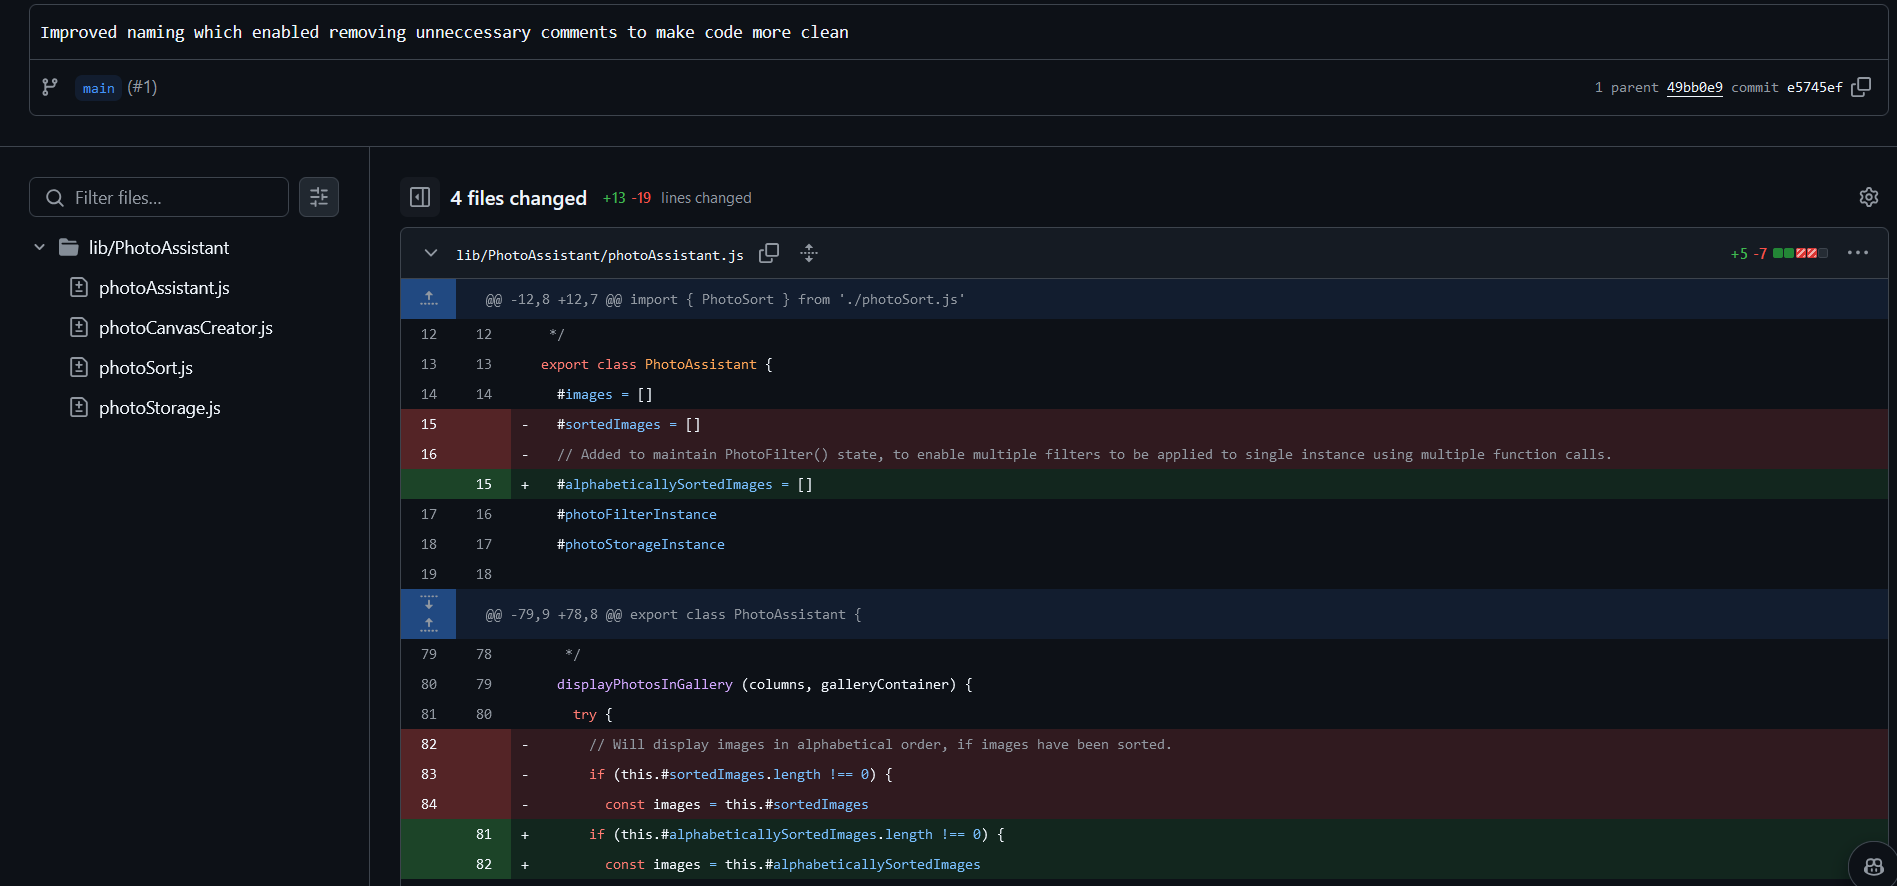 Improved naming which enabled removing unneccessary comments to make code more clean
main (#1)
1 parent 49bb0e9 commit e5745ef
Filter files...
lib/PhotoAssistant
photoAssistant.js
photoCanvasCreator.js
photoSort.js
photoStorage.js
4 files changed +13 -19 lines changed
lib/PhotoAssistant/photoAssistant.js +5 -7
@@ -12,8 +12,7 @@ import { PhotoSort } from './photoSort.js'
12 12 */
13 13 export class PhotoAssistant {
14 14 #images = []
15 - #sortedImages = []
16 - // Added to maintain PhotoFilter() state, to enable multiple filters to be applied to single instance using multiple function calls.
15 + #alphabeticallySortedImages = []
17 16 #photoFilterInstance
18 17 #photoStorageInstance
19 18
@@ -79,9 +78,8 @@ export class PhotoAssistant {
79 78 */
80 79 displayPhotosInGallery (columns, galleryContainer) {
81 80 try {
82 - // Will display images in alphabetical order, if images have been sorted.
83 - if (this.#sortedImages.length !== 0) {
84 - const images = this.#sortedImages
81 + if (this.#alphabeticallySortedImages.length !== 0) {
82 + const images = this.#alphabeticallySortedImages